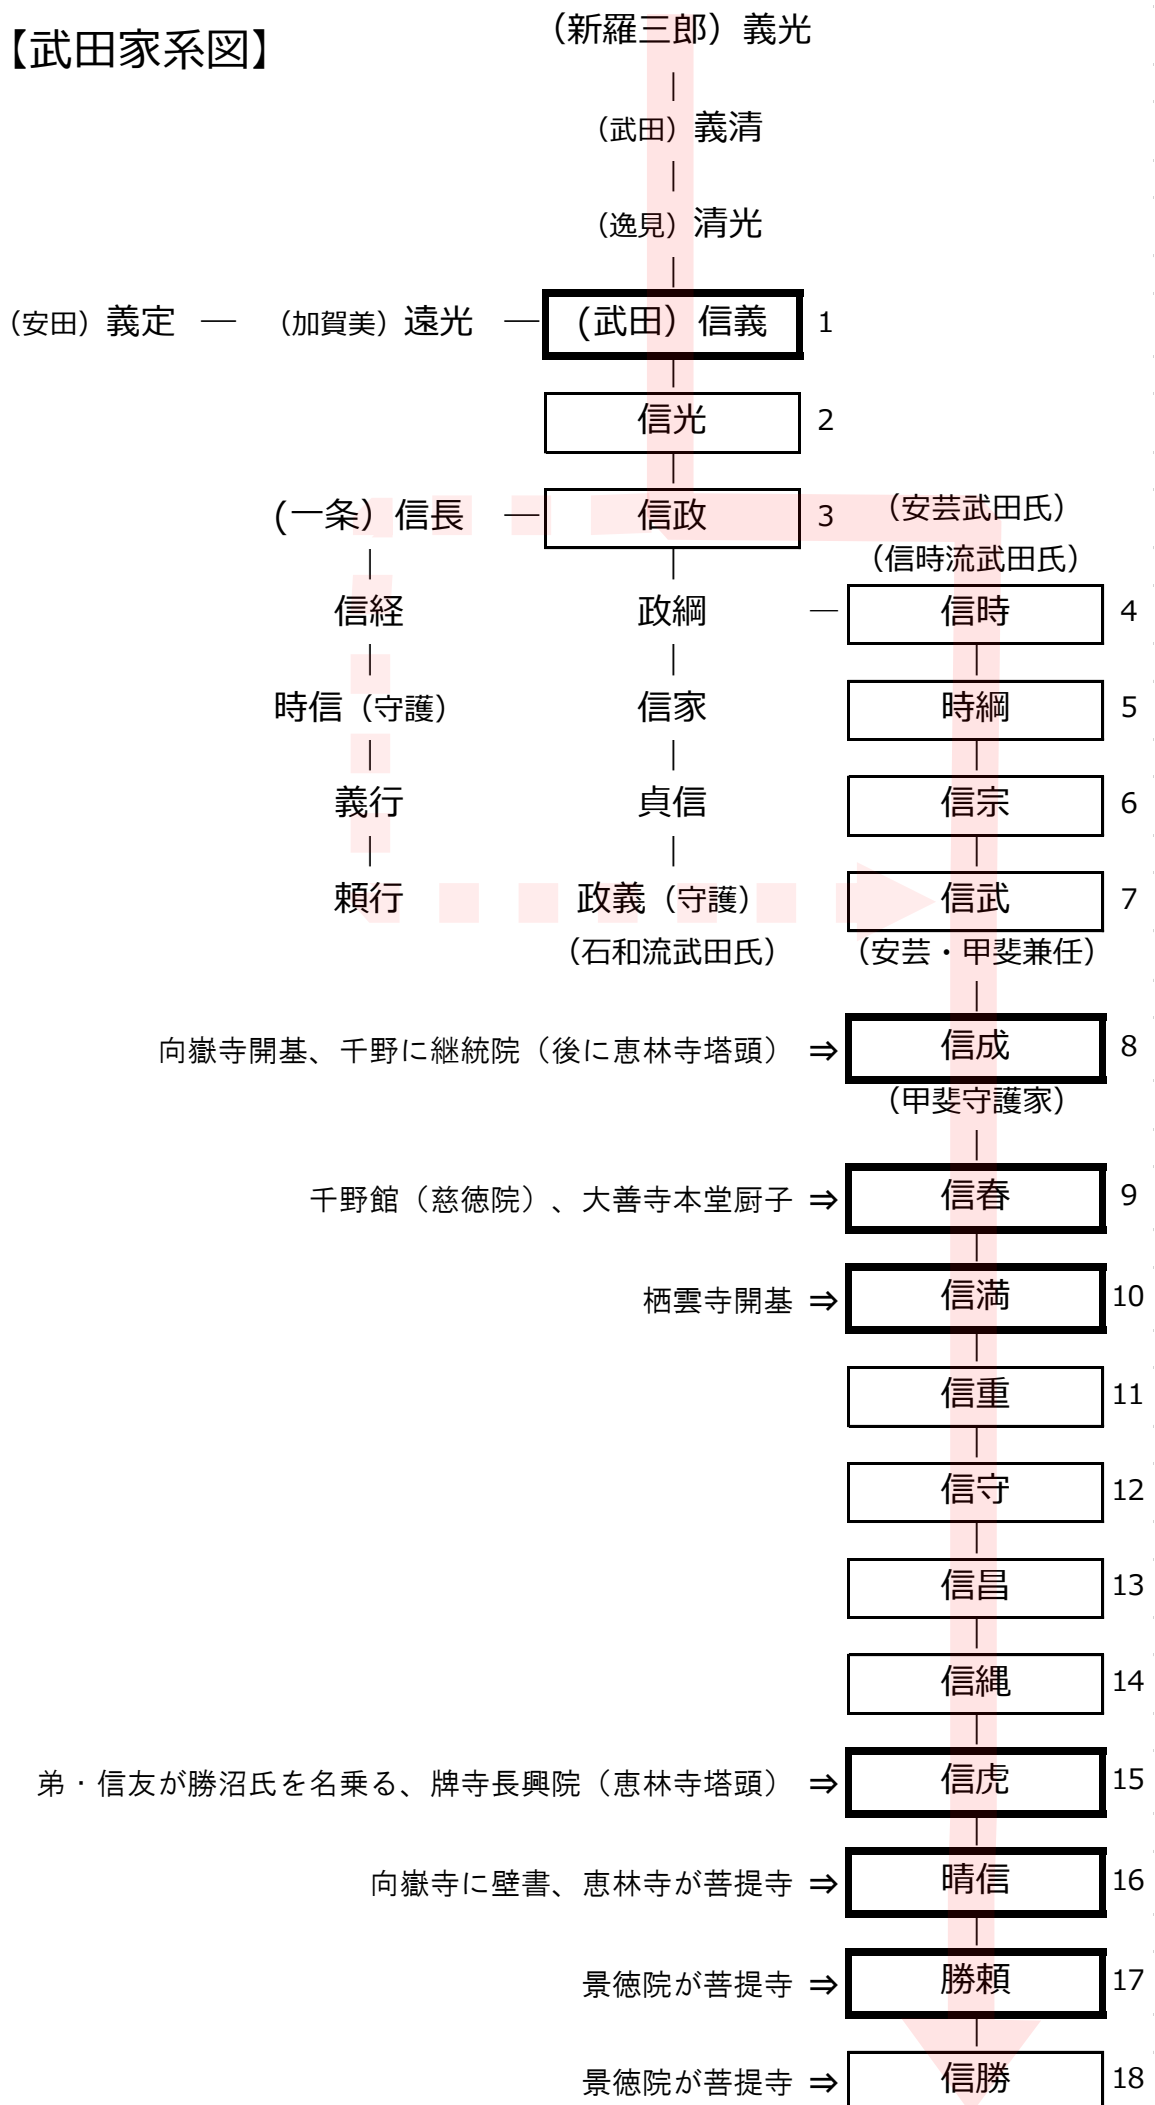 【武田家系図】
（新羅三郎）義光
（武田）義清
（逸見）清光
（安田）義定 ― （加賀美）遠光 ― (武田）信義 1
信光 2
(一条）信長 ― 信政 3 （安芸武田氏）
（信時流武田氏）
信経 政綱 ― 信時 4
時信（守護） 信家 時綱 5
義行 貞信 信宗 6
頼行 政義（守護） 信武 7
（石和流武田氏） （安芸・甲斐兼任）
向嶽寺開基、千野に継統院（後に恵林寺塔頭） ⇒ 信成 8
（甲斐守護家）
千野館（慈徳院）、大善寺本堂厨子 ⇒ 信春 9
栖雲寺開基 ⇒ 信満 10
信重 11
信守 12
信昌 13
信縄 14
弟・信友が勝沼氏を名乗る、牌寺長興院（恵林寺塔頭） ⇒ 信虎 15
向嶽寺に壁書、恵林寺が菩提寺 ⇒ 晴信 16
景徳院が菩提寺 ⇒ 勝頼 17
景徳院が菩提寺 ⇒ 信勝 18